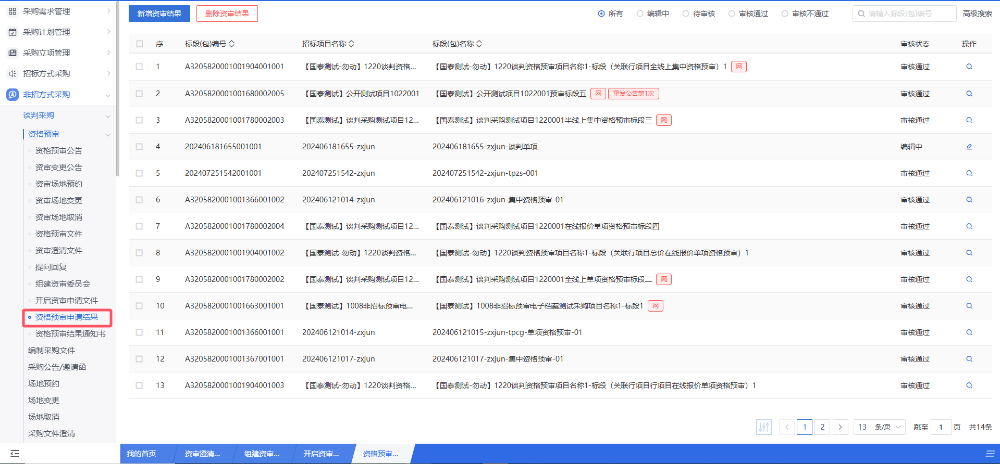 采购需求管理
采购计划管理
采购立项管理
招标方式采购
非招方式采购
谈判采购
资格预审
资格预审公告
资审变更公告
资审场地预约
资审场地变更
资审场地取消
资格预审文件
资审澄清文件
提问回复
组建资审委员会
开启资审申请文件
资格预审申请结果
资格预审结果通知书
编制采购文件
采购公告/邀请函
场地预约
场地变更
场地取消
采购文件澄清
新增资审结果 删除资审结果 所有 编辑中 待审核 审核通过 审核不通过 请输入标段(包)编号 高级搜索
序 标段(包)编号 招标项目名称 标段(包)名称 审核状态 操作
1 A3205820001001904001001 【国泰测试-勿动】1220谈判资格... 【国泰测试-勿动】1220谈判资格预审项目名称1-标段（关联行项目全线上集中资格预审）1 网 审核通过
2 A3205820001001680002005 【国泰测试】公开测试项目1022001 【国泰测试】公开测试项目1022001预审标段五 网 重发公告第1次 审核通过
3 A3205820001001780002003 【国泰测试】谈判采购测试项目12... 【国泰测试】谈判采购测试项目1220001半线上集中资格预审标段三 网 审核通过
4 202406181655001001 202406181655-zxjun 202406181655-zxjun-谈判单项 编辑中
5 202407251542001001 202407251542-zxjun 202407251542-zxjun-tpzs-001 审核通过
6 A3205820001001366001002 202406121014-zxjun 202406121016-zxjun-集中资格预审-01 审核通过
7 A3205820001001780002004 【国泰测试】谈判采购测试项目12... 【国泰测试】谈判采购测试项目1220001在线报价单项资格预审标段四 审核通过
8 A3205820001001904001002 【国泰测试-勿动】1220谈判资格... 【国泰测试-勿动】1220谈判资格预审项目名称1-标段（关联行项目总价在线报价单项资格预审）1 审核通过
9 A3205820001001780002002 【国泰测试】谈判采购测试项目12... 【国泰测试】谈判采购测试项目1220001全线上单项资格预审标段二 网 审核通过
10 A3205820001001663001001 【国泰测试】1008非招标预审电... 【国泰测试】1008非招标预审电子档案测试采购项目名称1-标段1 网 审核通过
11 A3205820001001366001001 202406121014-zxjun 202406121015-zxjun-tpcg-单项资格预审-01 审核通过
12 A3205820001001367001001 202406121017-zxjun 202406121017-zxjun-集中资格预审-01 审核通过
13 A3205820001001904001003 【国泰测试-勿动】1220谈判资格... 【国泰测试-勿动】1220谈判资格预审项目名称1-标段（关联行项目行项目在线报价单项资格预审）1 审核通过
1 2 13 条/页 跳至 1 页 共14条
我的首页 资审澄清... 组建资审... 开启资审... 资格预审...